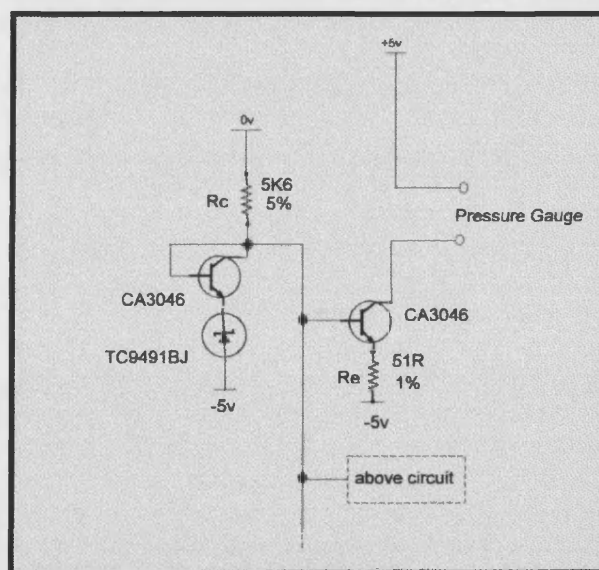 +5v
0v
5K6
5%
Rc
Pressure Gauge
CA3046
CA3046
TC9491BJ
51R
1%
Re
-5v
-5v
above circuit